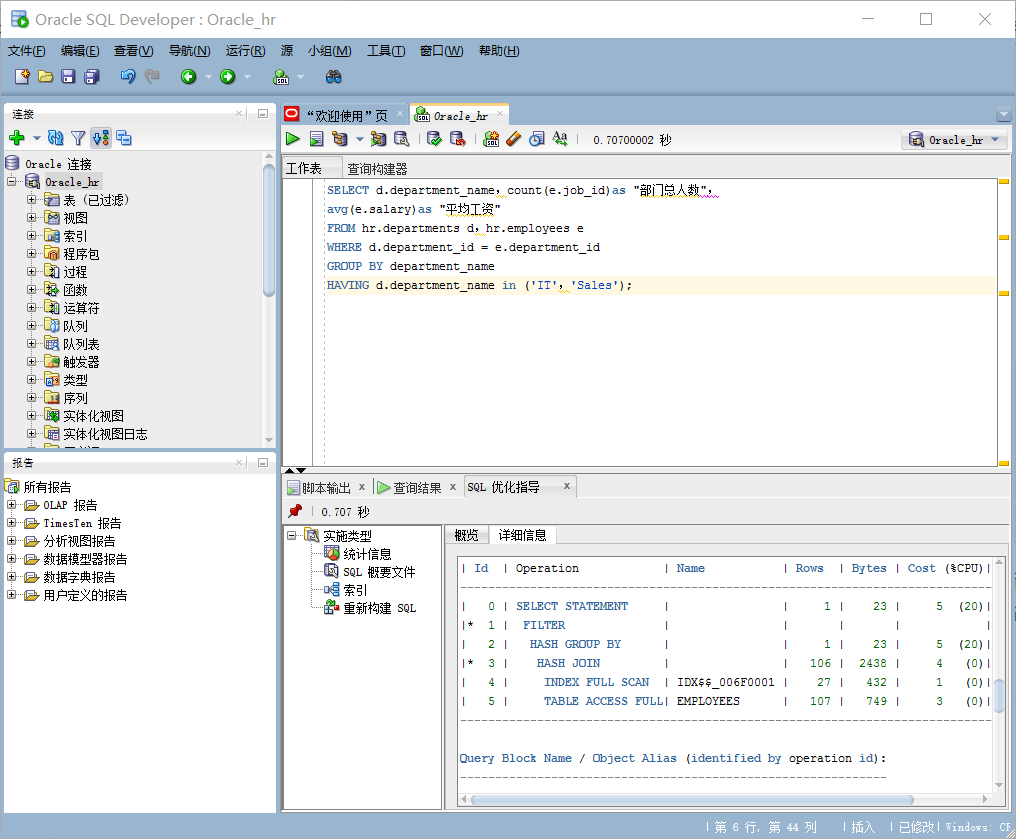 Oracle SQL Developer : Oracle_hr
文件(F) 编辑(E) 查看(V) 导航(N) 运行(R) 源 小组(M) 工具(T) 窗口(W) 帮助(H)
连接
Oracle 连接
Oracle_hr
表 (已过滤)
视图
索引
程序包
过程
函数
运算符
队列
队列表
触发器
类型
序列
实体化视图
实体化视图日志
报告
所有报告
OLAP 报告
TimesTen 报告
分析视图报告
数据模型器报告
数据字典报告
用户定义的报告
“欢迎使用”页 Oracle_hr
0.70700002 秒 Oracle_hr
工作表 查询构建器
SELECT d.department_name，count(e.job_id)as "部门总人数"，
avg(e.salary)as "平均工资"
FROM hr.departments d，hr.employees e
WHERE d.department_id = e.department_id
GROUP BY department_name
HAVING d.department_name in ('IT'，'Sales');
脚本输出 x 查询结果 x SQL 优化指导 x
0.707 秒
实施类型
统计信息
SQL 概要文件
索引
重新构建 SQL
概览 详细信息
| Id | Operation | Name | Rows | Bytes | Cost (%CPU)|
| 0 | SELECT STATEMENT | | 1 | 23 | 5 (20)|
|* 1 | FILTER | | | | |
| 2 | HASH GROUP BY | | 1 | 23 | 5 (20)|
|* 3 | HASH JOIN | | 106 | 2438 | 4 (0)|
| 4 | INDEX FULL SCAN | IDX$$_006F0001 | 27 | 432 | 1 (0)|
| 5 | TABLE ACCESS FULL| EMPLOYEES | 107 | 749 | 3 (0)|
Query Block Name / Object Alias (identified by operation id):
| 第 6 行, 第 44 列 | 插入 | 已修改| Windows: CR